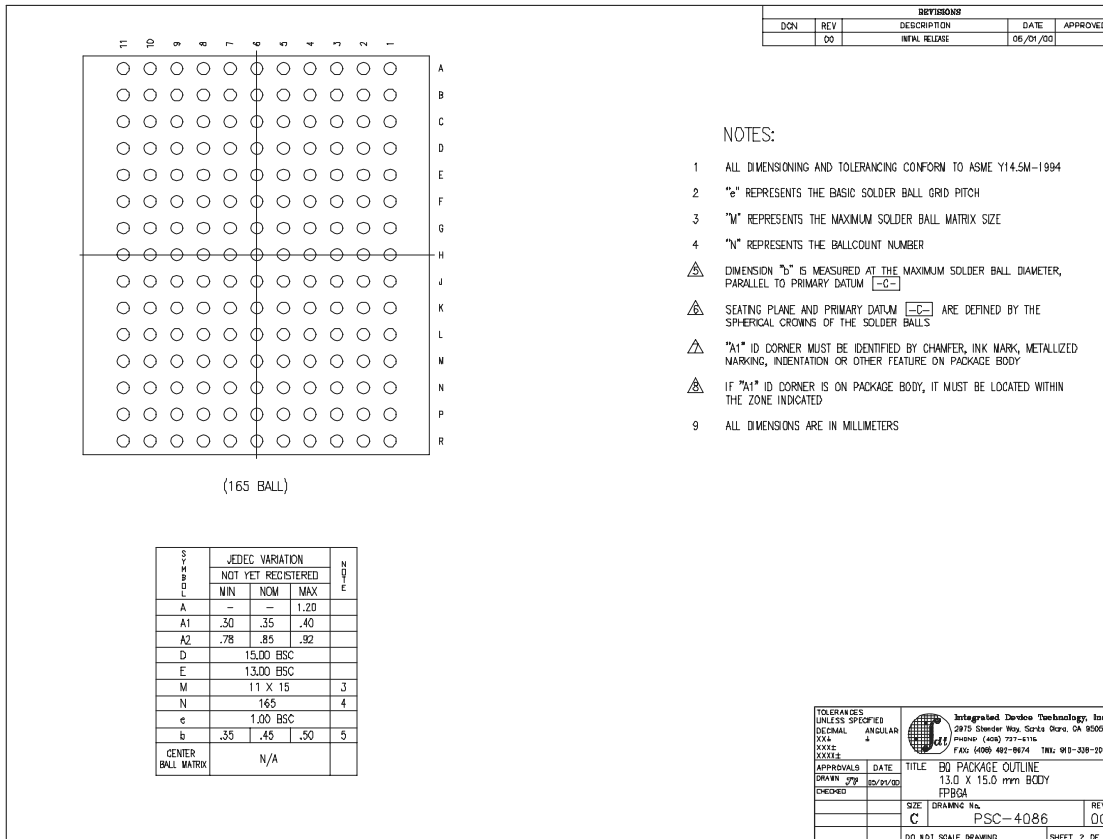 REVISIONS
DCN REV DESCRIPTION DATE APPROVED
00 INITIAL RELEASE 05/01/00
11 10 9 8 7 6 5 4 3 2 1
A
B
C
D
E
F
G
H
J
K
L
M
N
P
R
(165 BALL)
NOTES:
1 ALL DIMENSIONING AND TOLERANCING CONFORM TO ASME Y14.5M-1994
2 "e" REPRESENTS THE BASIC SOLDER BALL GRID PITCH
3 "M" REPRESENTS THE MAXIMUM SOLDER BALL MATRIX SIZE
4 "N" REPRESENTS THE BALLCOUNT NUMBER
5 DIMENSION "b" IS MEASURED AT THE MAXIMUM SOLDER BALL DIAMETER,
PARALLEL TO PRIMARY DATUM -C-
6 SEATING PLANE AND PRIMARY DATUM -C- ARE DEFINED BY THE
SPHERICAL CROWNS OF THE SOLDER BALLS
7 "A1" ID CORNER MUST BE IDENTIFIED BY CHAMFER, INK MARK, METALLIZED
MARKING, INDENTATION OR OTHER FEATURE ON PACKAGE BODY
8 IF "A1" ID CORNER IS ON PACKAGE BODY, IT MUST BE LOCATED WITHIN
THE ZONE INDICATED
9 ALL DIMENSIONS ARE IN MILLIMETERS
SYMBOL JEDEC VARIATION NOTE
NOT YET REGISTERED
MIN NOM MAX
A - - 1.20
A1 .30 .35 .40
A2 .78 .85 .92
D 15.00 BSC
E 13.00 BSC
M 11 X 15 3
N 165 4
e 1.00 BSC
b .35 .45 .50 5
CENTER
BALL MATRIX N/A
TOLERANCES
UNLESS SPECIFIED
DECIMAL ANGULAR
XX± ±
XXX±
XXXX±
idt
Integrated Device Technology, Inc
2975 Stender Way, Santa Clara, CA 9505
PHONE: (408) 727-6116
FAX: (408) 492-8674 TWX: 910-338-20
APPROVALS DATE
DRAWN 05/01/00
CHECKED
TITLE BQ PACKAGE OUTLINE
13.0 X 15.0 mm BODY
FPBGA
SIZE DRAWING No. REV
C PSC-4086 00
DO NOT SCALE DRAWING SHEET 2 OF